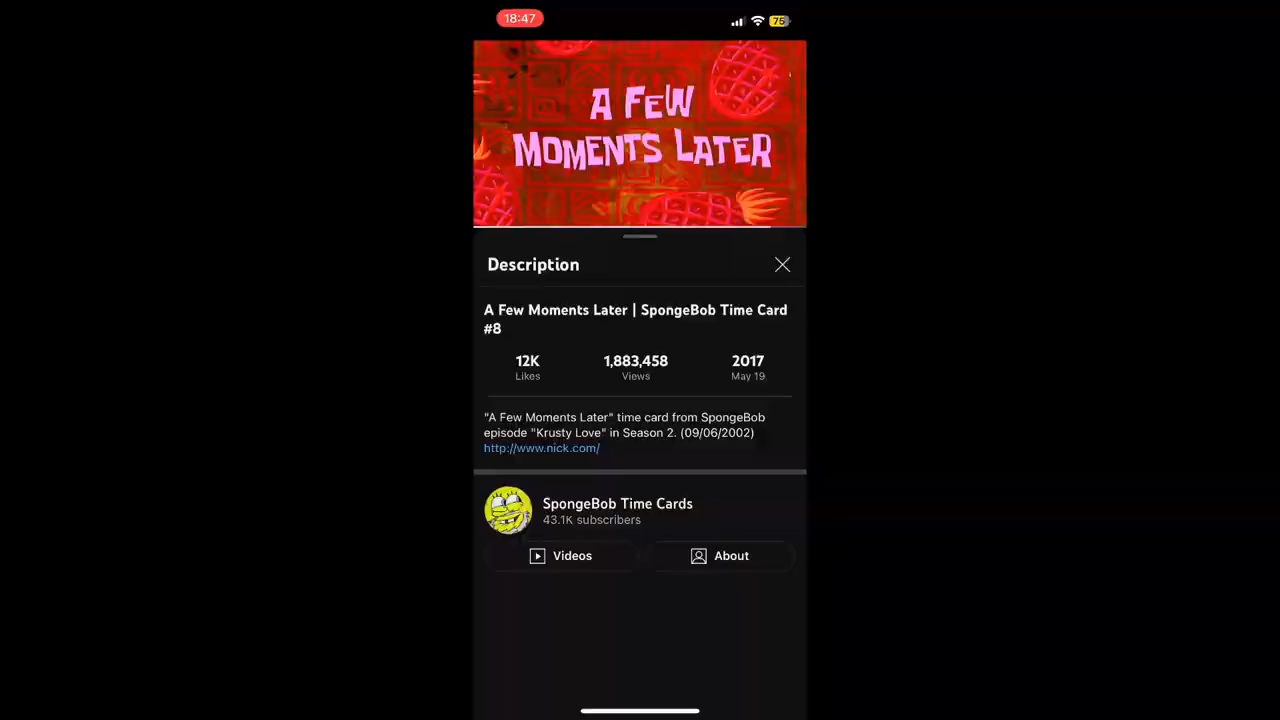 18:47
75
A FEW
MOMENTS LATER
Description
A Few Moments Later | SpongeBob Time Card
#8
12K 1,883,458 2017
Likes Views May 19
"A Few Moments Later" time card from SpongeBob
episode "Krusty Love" in Season 2. (09/06/2002)
http://www.nick.com/
SpongeBob Time Cards
43.1K subscribers
Videos About